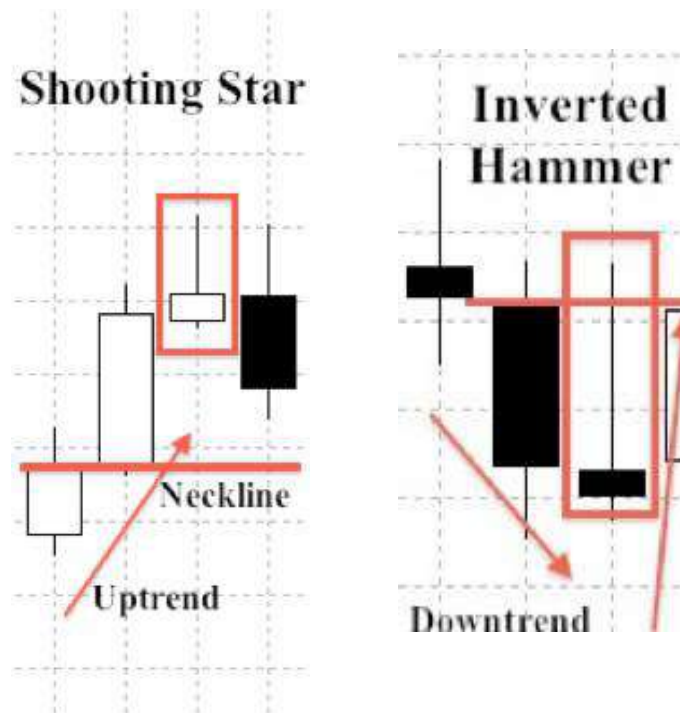 Shooting Star
Neckline
Uptrend
Inverted
Hammer
Downtrend